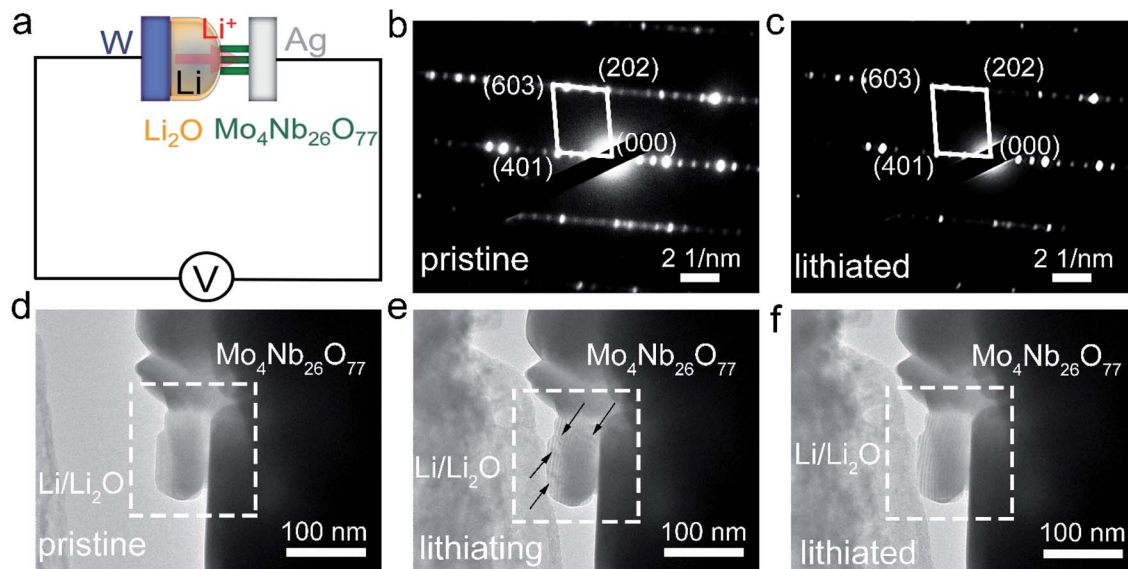 a
W
Li⁺
Ag
Li
Li₂O
Mo₄Nb₂₆O₇₇
V
b
(603)
(202)
(401)
(000)
pristine
2 1/nm
c
(603)
(202)
(401)
(000)
lithiated
2 1/nm
d
Mo₄Nb₂₆O₇₇
Li/Li₂O
pristine
100 nm
e
Mo₄Nb₂₆O₇₇
Li/Li₂O
lithiating
100 nm
f
Mo₄Nb₂₆O₇₇
Li/Li₂O
lithiated
100 nm